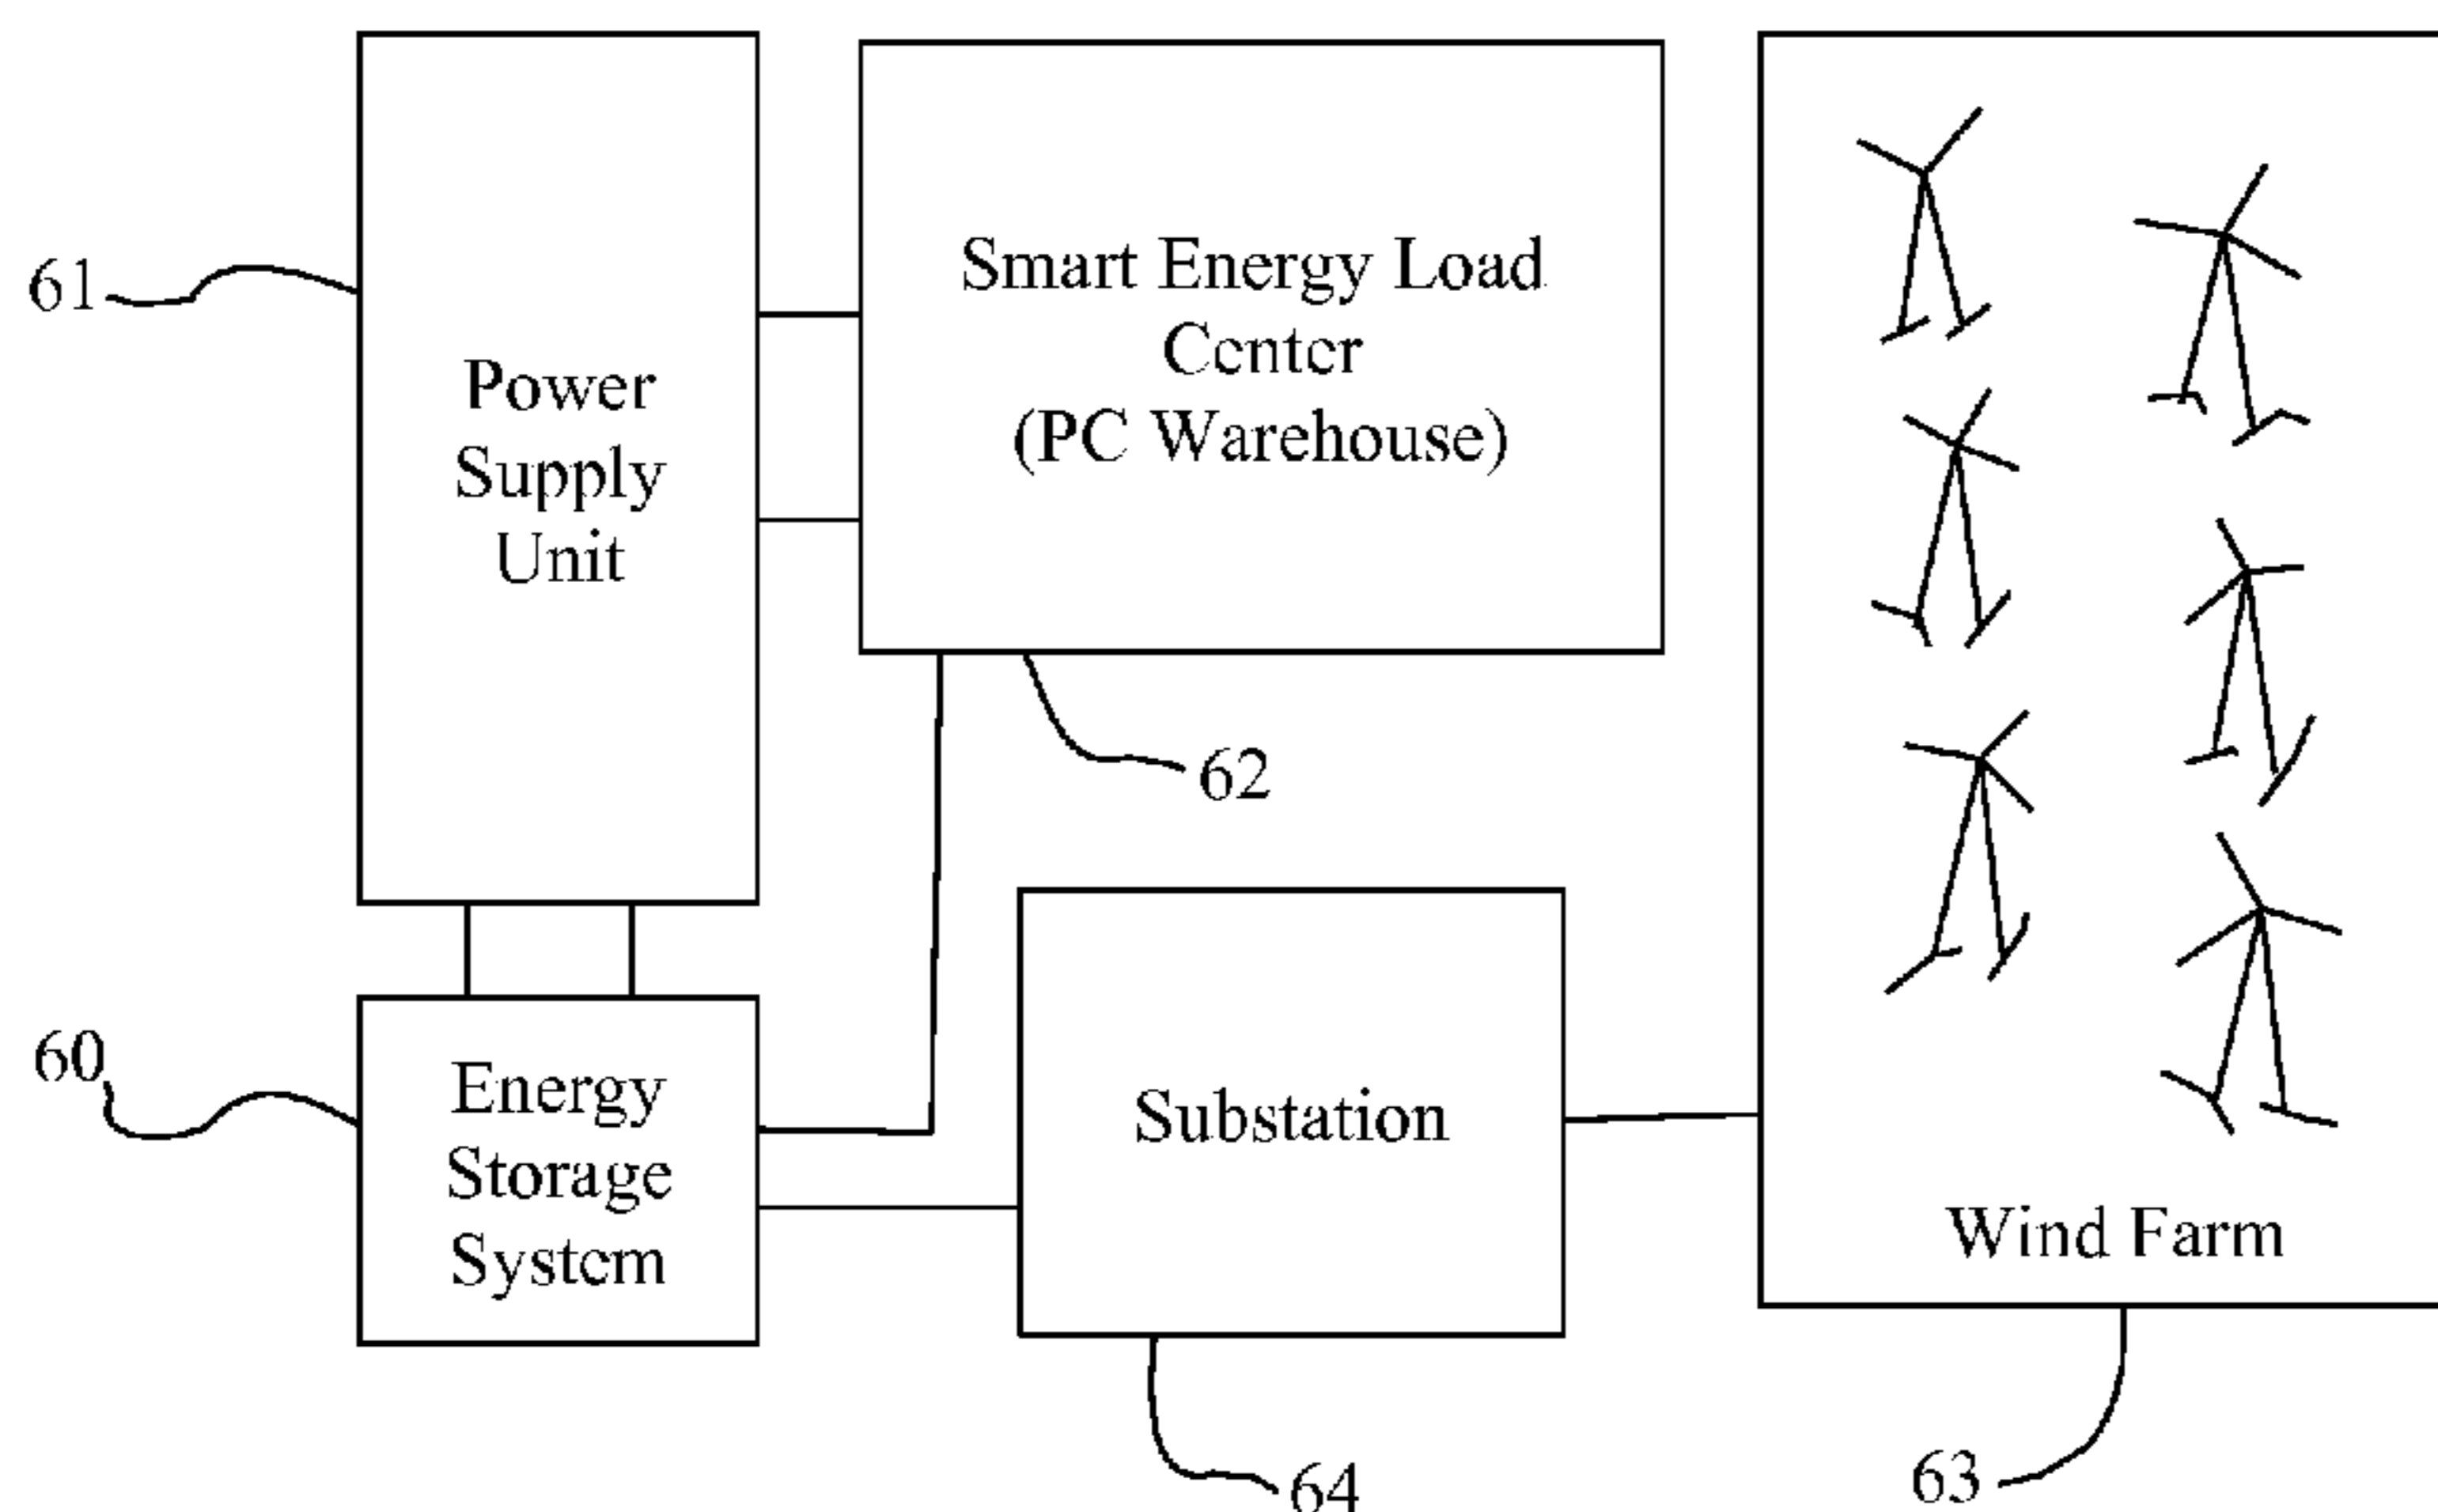 61
Power
Supply
Unit
Smart Energy Load
Center
(PC Warehouse)
62
60
Energy
Storage
System
Substation
64
Wind Farm
63